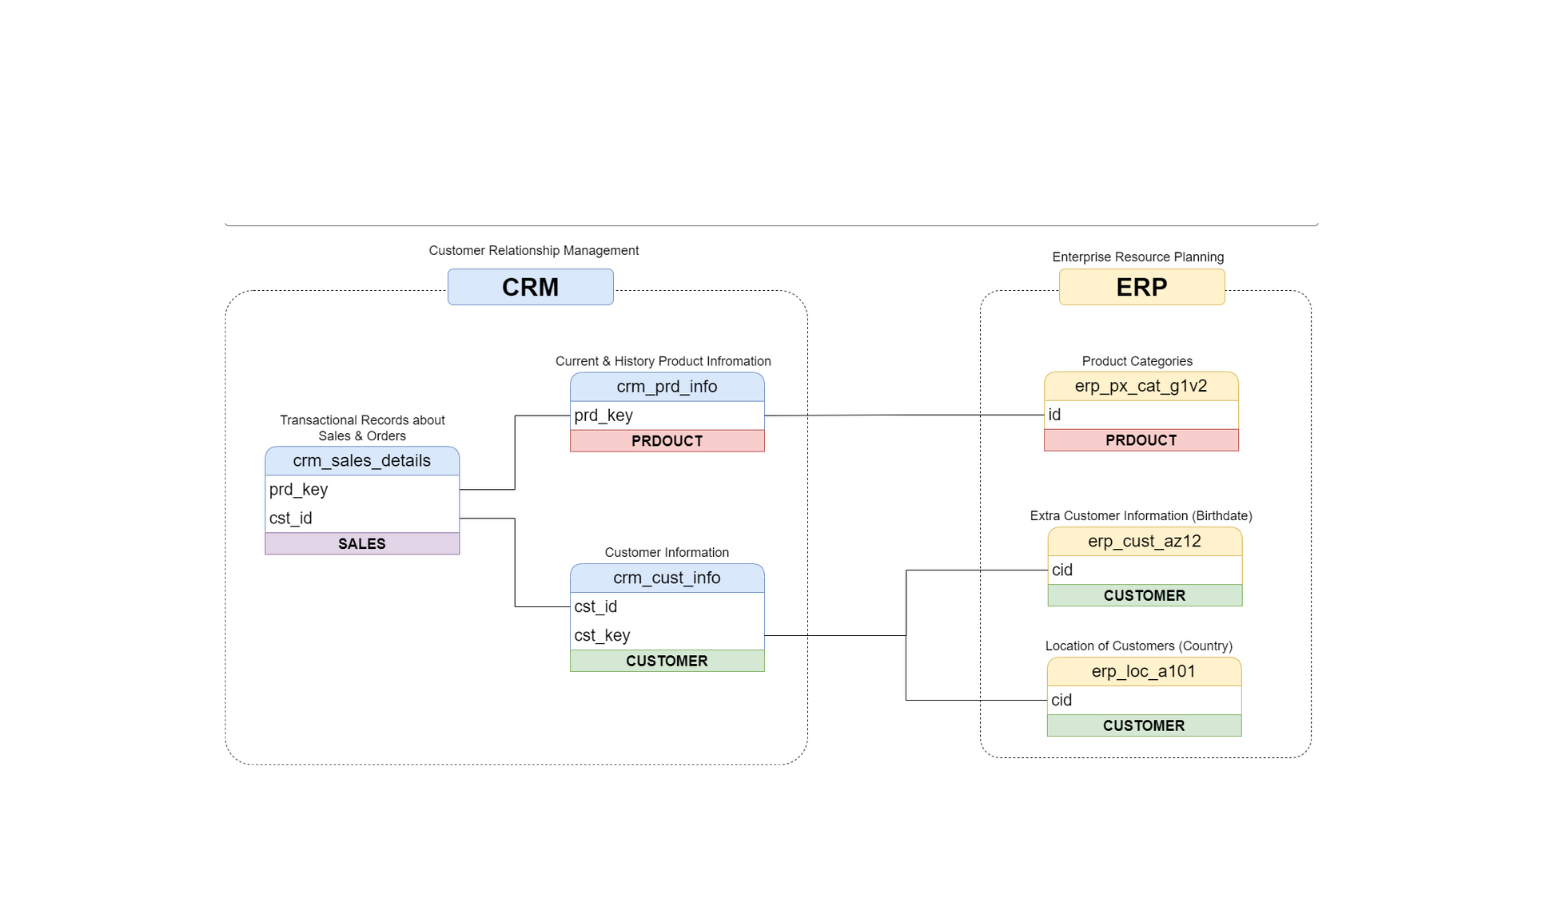 Customer Relationship Management
CRM
Enterprise Resource Planning
ERP
Current & History Product Infromation
crm_prd_info
prd_key
PRDOUCT
Product Categories
erp_px_cat_g1v2
id
PRDOUCT
Transactional Records about
Sales & Orders
crm_sales_details
prd_key
cst_id
SALES
Customer Information
crm_cust_info
cst_id
cst_key
CUSTOMER
Extra Customer Information (Birthdate)
erp_cust_az12
cid
CUSTOMER
Location of Customers (Country)
erp_loc_a101
cid
CUSTOMER